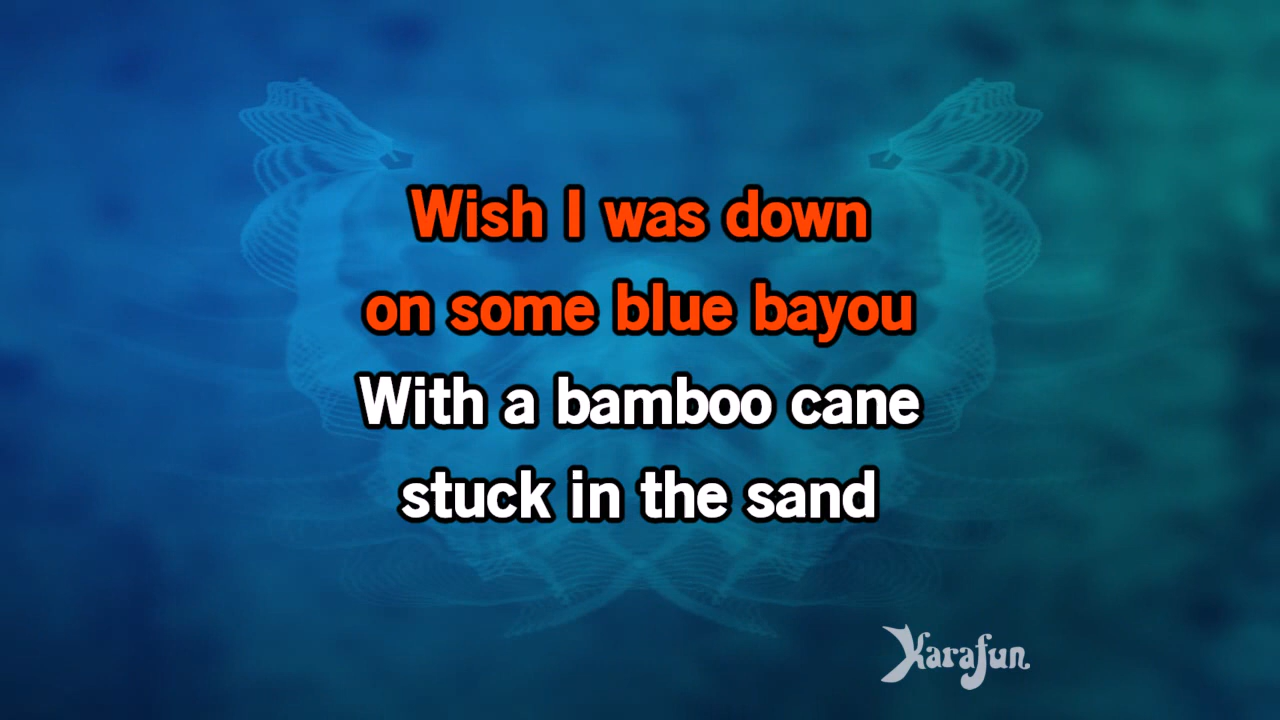 Wish I was down
on some blue bayou
With a bamboo cane
stuck in the sand
Karafun